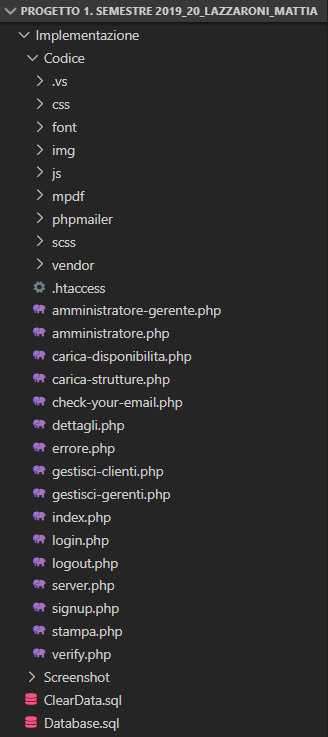 PROGETTO 1. SEMESTRE 2019_20_LAZZARONI_MATTIA
Implementazione
Codice
.vs
css
font
img
js
mpdf
phpmailer
scss
vendor
.htaccess
amministratore-gerente.php
amministratore.php
carica-disponibilita.php
carica-strutture.php
check-your-email.php
dettagli.php
errore.php
gestisci-clienti.php
gestisci-gerenti.php
index.php
login.php
logout.php
server.php
signup.php
stampa.php
verify.php
Screenshot
ClearData.sql
Database.sql